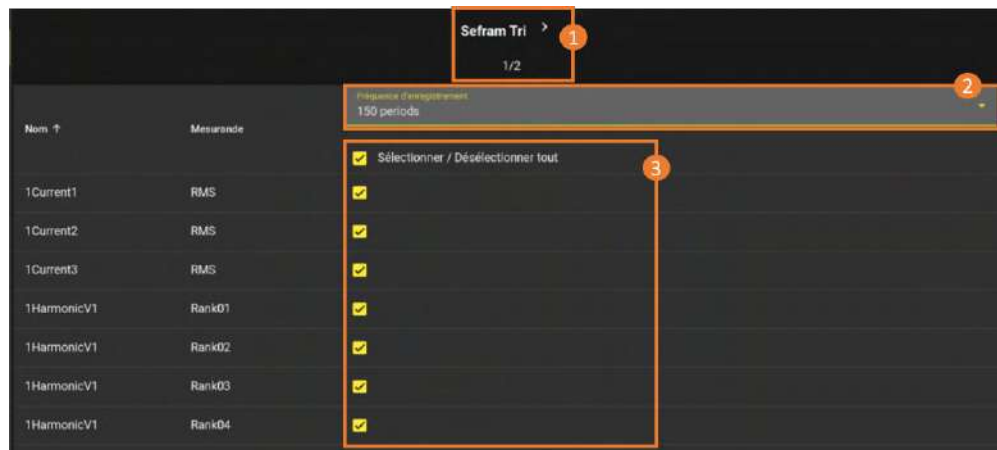 Sefram Tri >
1
1/2
2
Fréquence d'enregistrement
150 periods
Nom ↑ Mesurande
Sélectionner / Désélectionner tout
3
1Current1 RMS
1Current2 RMS
1Current3 RMS
1HarmonicV1 Rank01
1HarmonicV1 Rank02
1HarmonicV1 Rank03
1HarmonicV1 Rank04